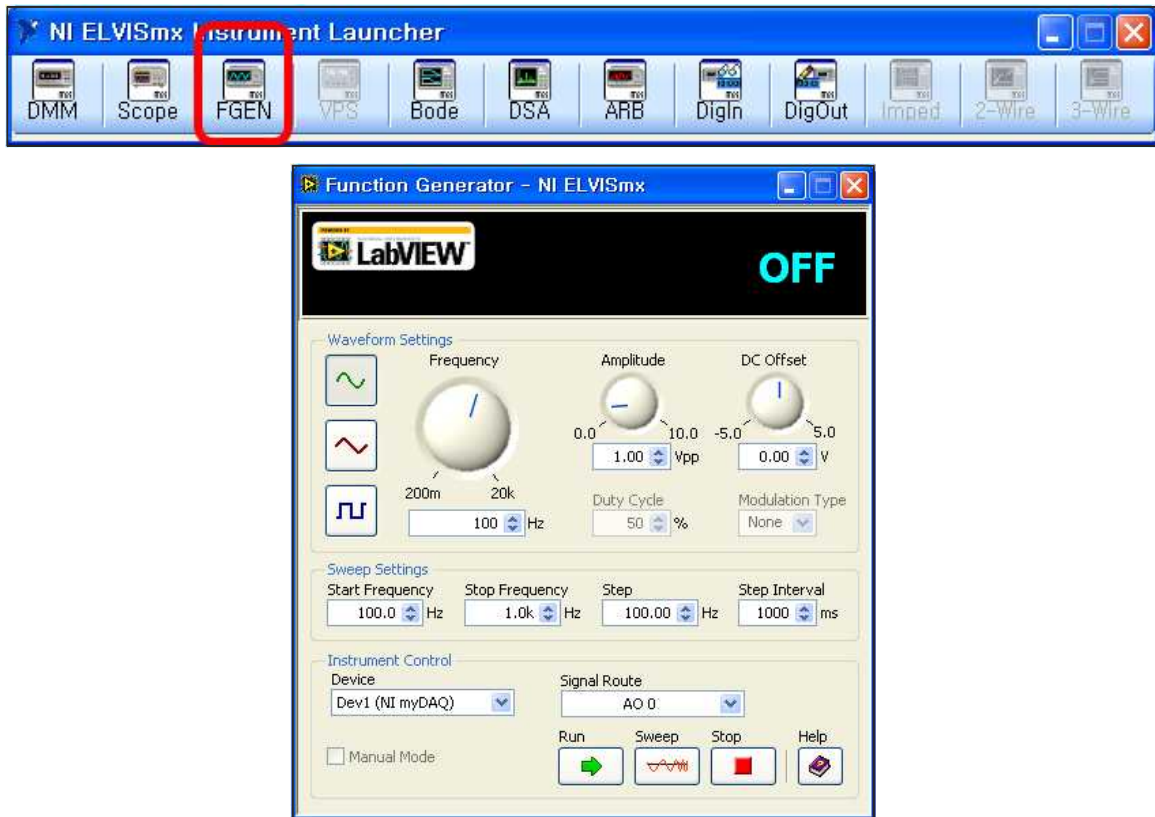 NI ELVISmx Instrument Launcher
DMM Scope FGEN VPS Bode DSA ARB DigIn DigOut Imped 2-Wire 3-Wire
Function Generator - NI ELVISmx
LabVIEW
OFF
Waveform Settings
Frequency Amplitude DC Offset
0.0 10.0 -5.0 5.0
1.00 Vpp 0.00 V
200m 20k
Duty Cycle Modulation Type
100 Hz 50 % None
Sweep Settings
Start Frequency Stop Frequency Step Step Interval
100.0 Hz 1.0k Hz 100.00 Hz 1000 ms
Instrument Control
Device Signal Route
Dev1 (NI myDAQ) AO 0
Run Sweep Stop Help
Manual Mode